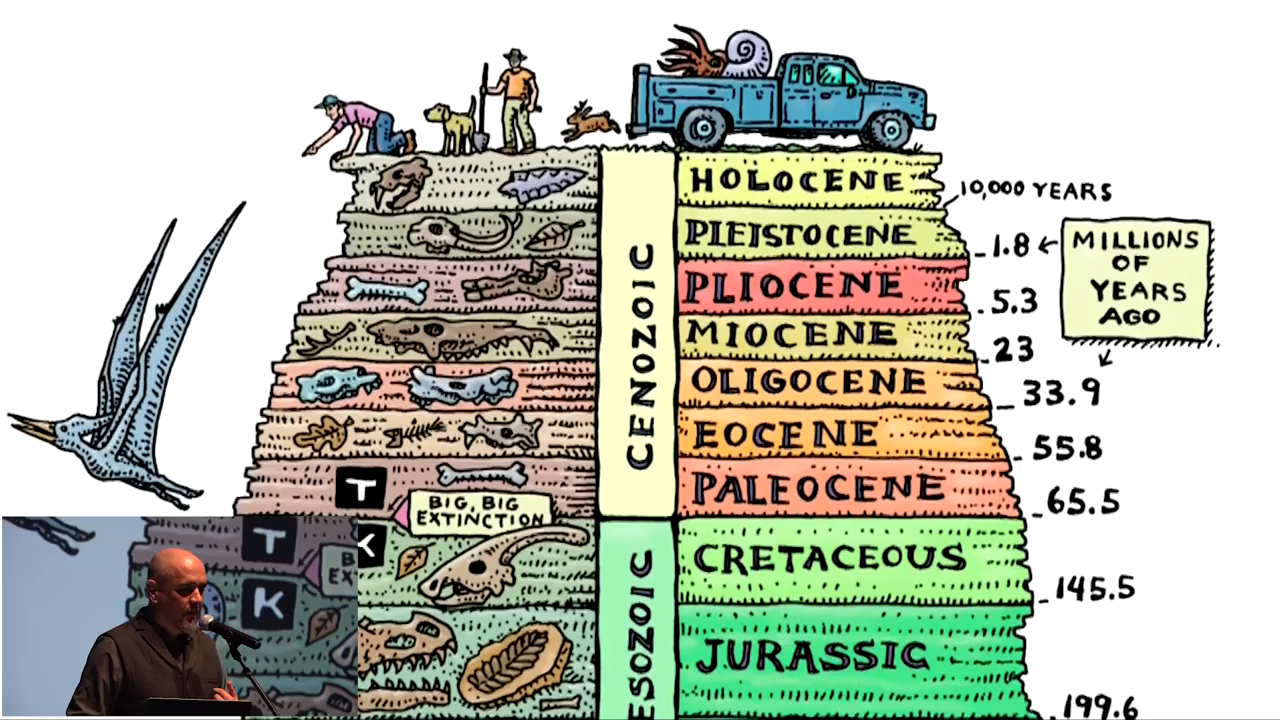 HOLOCENE
10,000 YEARS
PLEISTOCENE
1.8
MILLIONS
OF
YEARS
AGO
PLIOCENE
5.3
MIOCENE
23
OLIGOCENE
33.9
EOCENE
55.8
PALEOCENE
65.5
CENOZOIC
T
BIG, BIG
EXTINCTION
K
CRETACEOUS
145.5
JURASSIC
199.6
ESOZOIC
T
B
EX
K